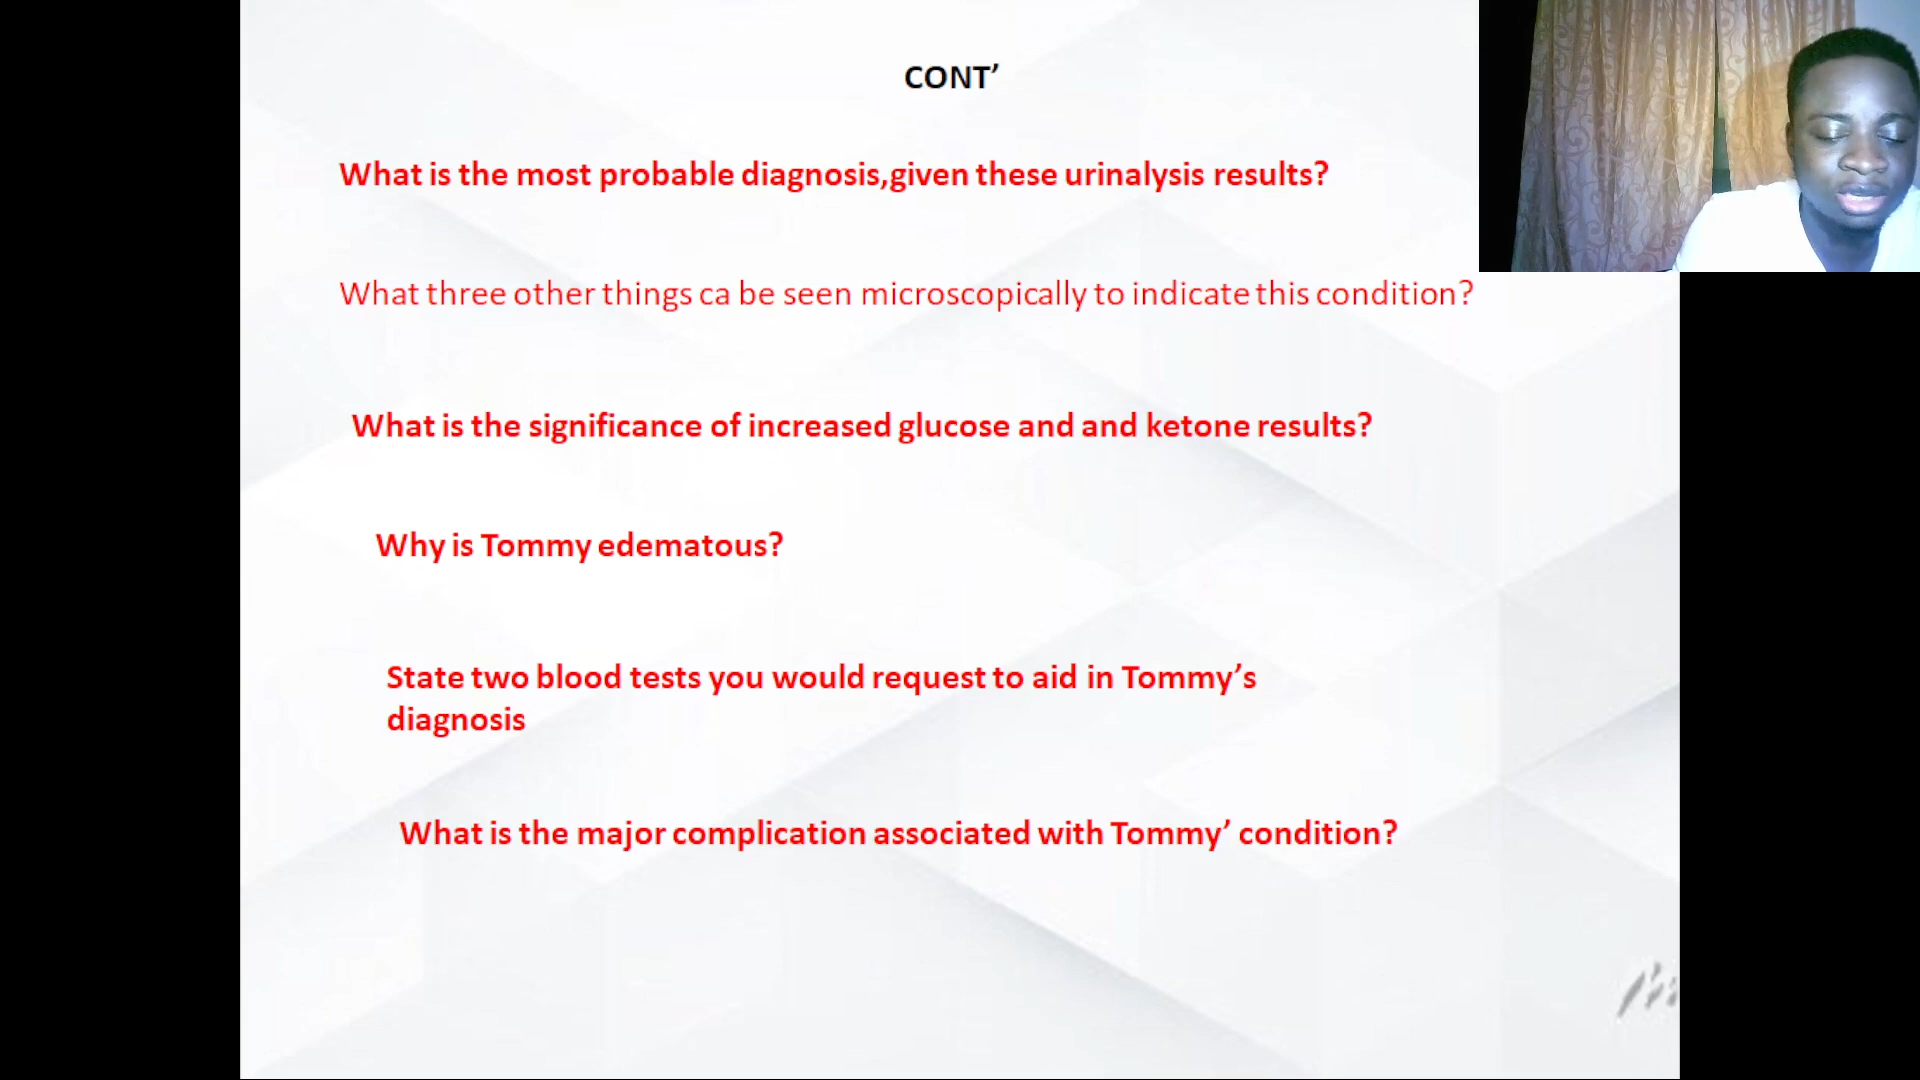 CONT’
What is the most probable diagnosis,given these urinalysis results?
What three other things ca be seen microscopically to indicate this condition?
What is the significance of increased glucose and and ketone results?
Why is Tommy edematous?
State two blood tests you would request to aid in Tommy’s
diagnosis
What is the major complication associated with Tommy’ condition?